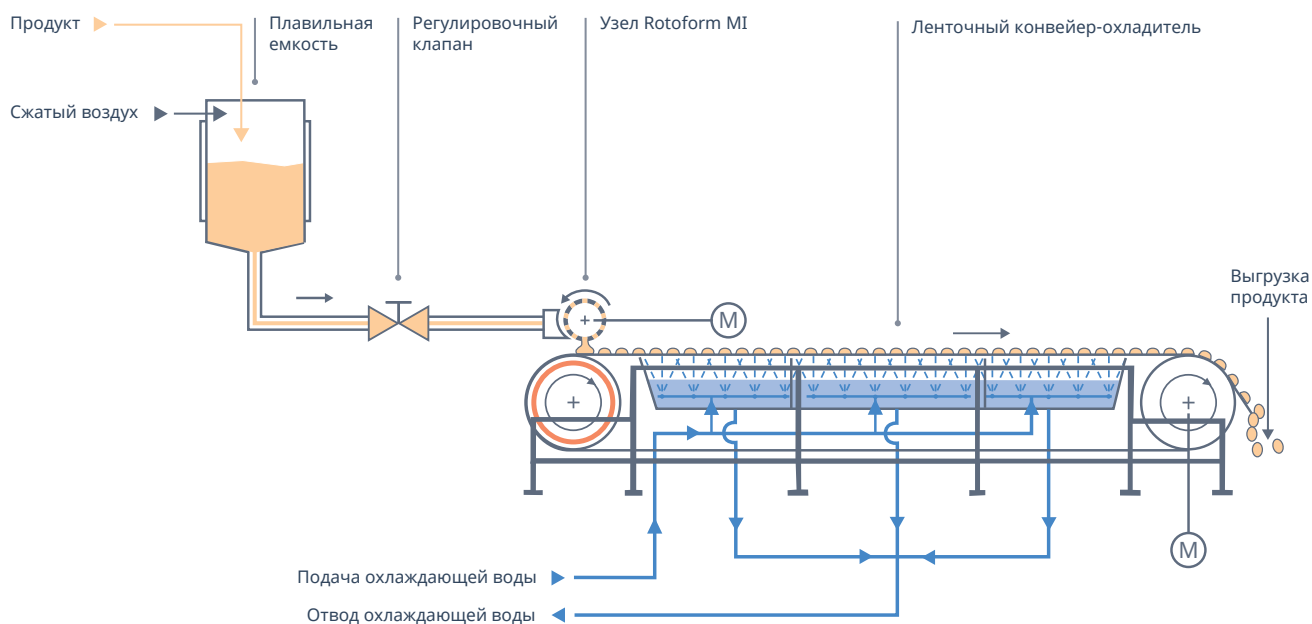 Продукт
Плавильная
емкость
Регулировочный
клапан
Узел Rotoform MI
Ленточный конвейер-охладитель
Сжатый воздух
Выгрузка
продукта
M
M
Подача охлаждающей воды
Отвод охлаждающей воды